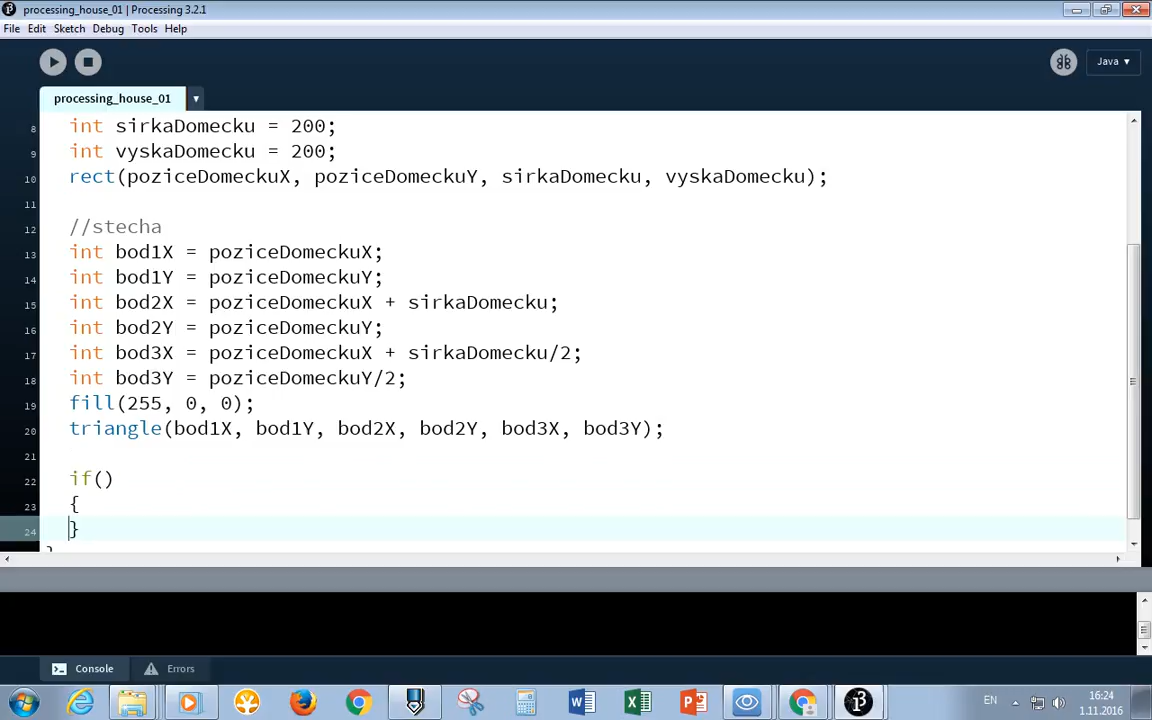 processing_house_01 | Processing 3.2.1
File Edit Sketch Debug Tools Help
Java ▾
processing_house_01 ▾
8 int sirkaDomecku = 200;
9 int vyskaDomecku = 200;
10 rect(poziceDomeckuX, poziceDomeckuY, sirkaDomecku, vyskaDomecku);
11
12 //stecha
13 int bod1X = poziceDomeckuX;
14 int bod1Y = poziceDomeckuY;
15 int bod2X = poziceDomeckuX + sirkaDomecku;
16 int bod2Y = poziceDomeckuY;
17 int bod3X = poziceDomeckuX + sirkaDomecku/2;
18 int bod3Y = poziceDomeckuY/2;
19 fill(255, 0, 0);
20 triangle(bod1X, bod1Y, bod2X, bod2Y, bod3X, bod3Y);
21
22 if()
23 {
24 }
}
Console Errors
EN 16:24
1.11.2016